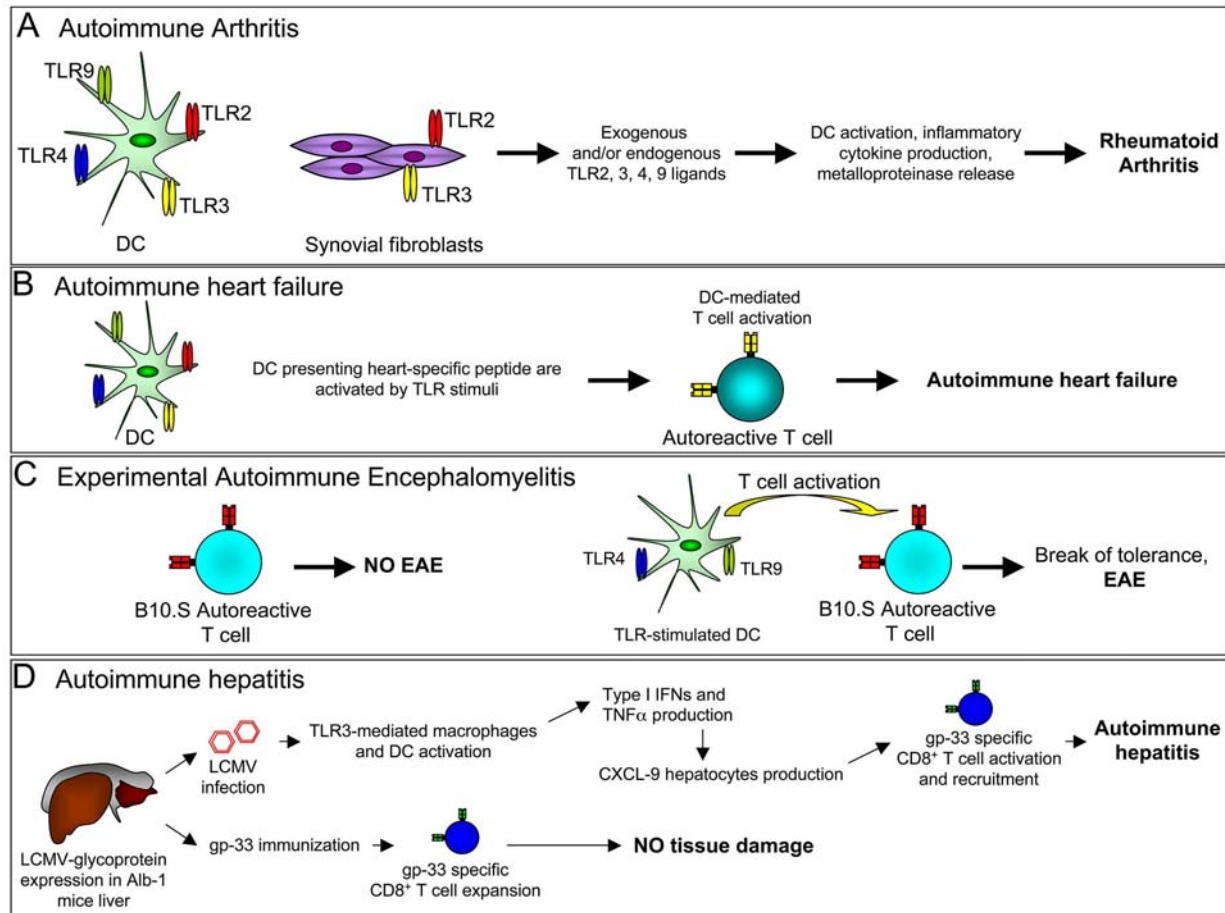 A Autoimmune Arthritis
TLR9
TLR2
TLR4
TLR3
DC
TLR2
TLR3
Synovial fibroblasts
Exogenous
and/or endogenous
TLR2, 3, 4, 9 ligands
DC activation, inflammatory
cytokine production,
metalloproteinase release
Rheumatoid
Arthritis
B Autoimmune heart failure
DC
DC presenting heart-specific peptide are
activated by TLR stimuli
DC-mediated
T cell activation
Autoreactive T cell
Autoimmune heart failure
C Experimental Autoimmune Encephalomyelitis
B10.S Autoreactive
T cell
NO EAE
T cell activation
TLR4
TLR9
TLR-stimulated DC
B10.S Autoreactive
T cell
Break of tolerance,
EAE
D Autoimmune hepatitis
LCMV-glycoprotein
expression in Alb-1
mice liver
LCMV
infection
TLR3-mediated macrophages
and DC activation
Type I IFNs and
TNFα production
CXCL-9 hepatocytes production
gp-33 specific
CD8⁺ T cell activation
and recruitment
Autoimmune
hepatitis
gp-33 immunization
gp-33 specific
CD8⁺ T cell expansion
NO tissue damage